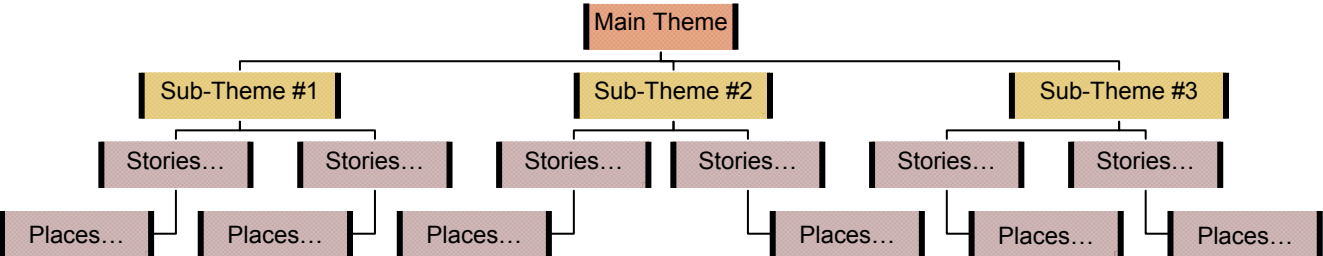 Main Theme
Sub-Theme #1
Sub-Theme #2
Sub-Theme #3
Stories…
Stories…
Stories…
Stories…
Stories…
Stories…
Places…
Places…
Places…
Places…
Places…
Places…